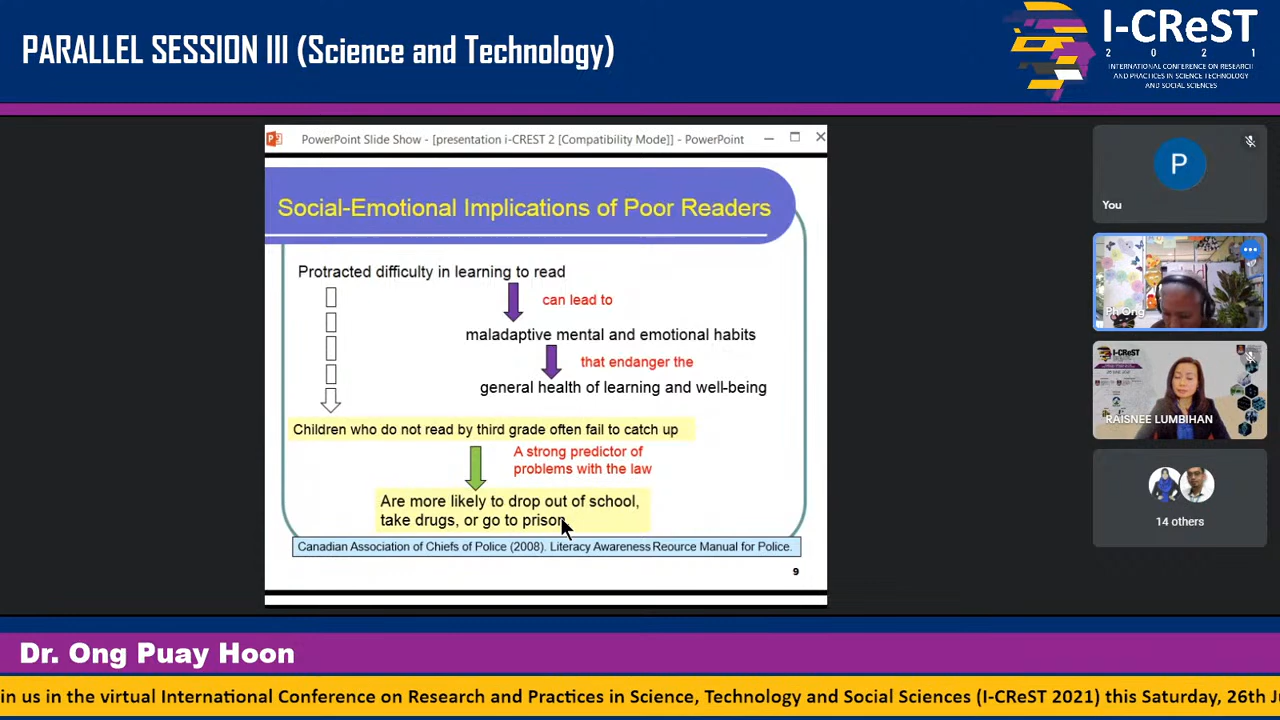 PARALLEL SESSION III (Science and Technology)
I-CReST
2 0 2 1
INTERNATIONAL CONFERENCE ON RESEARCH
AND PRACTICES IN SCIENCE TECHNOLOGY
AND SOCIAL SCIENCES
PowerPoint Slide Show - [presentation i-CREST 2 [Compatibility Mode]] - PowerPoint
Social-Emotional Implications of Poor Readers
Protracted difficulty in learning to read
can lead to
maladaptive mental and emotional habits
that endanger the
general health of learning and well-being
Children who do not read by third grade often fail to catch up
A strong predictor of
problems with the law
Are more likely to drop out of school,
take drugs, or go to prison
Canadian Association of Chiefs of Police (2008). Literacy Awareness Reource Manual for Police.
9
P
You
Ph Ong
I-CReST
RAISNEE LUMBIHAN
14 others
Dr. Ong Puay Hoon
in us in the virtual International Conference on Research and Practices in Science, Technology and Social Sciences (I-CReST 2021) this Saturday, 26th